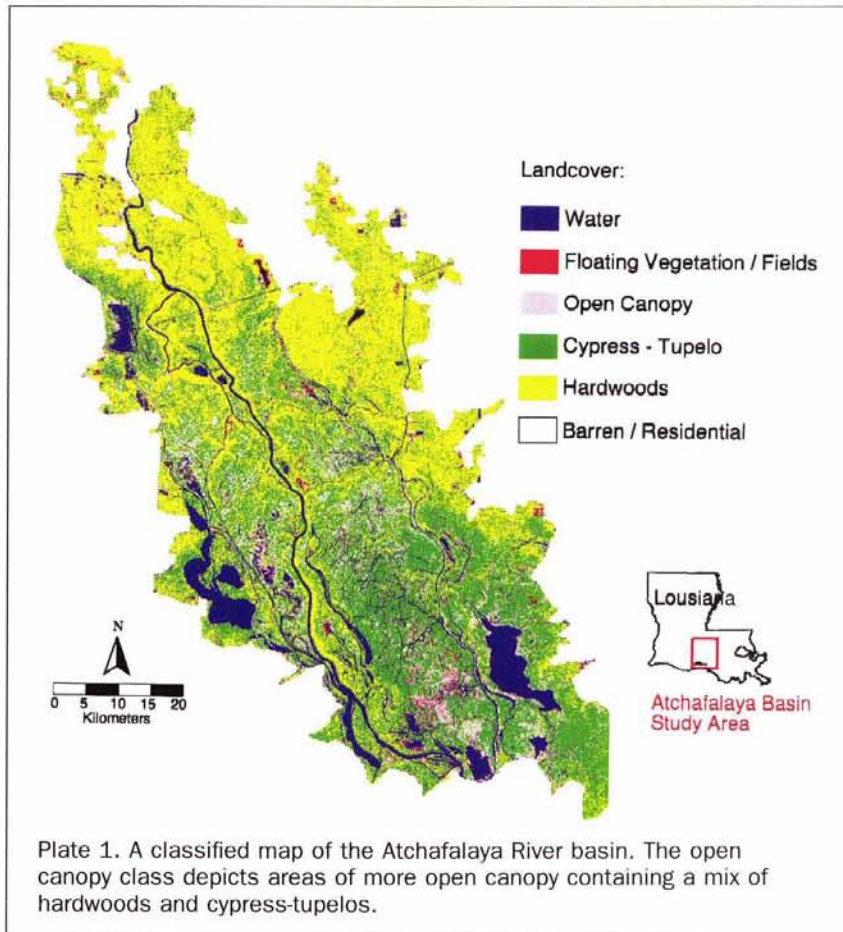 Landcover:
Water
Floating Vegetation / Fields
Open Canopy
Cypress - Tupelo
Hardwoods
Barren / Residential
Lousiana
Atchafalaya Basin
Study Area
N
0 5 10 15 20
Kilometers
Plate 1. A classified map of the Atchafalaya River basin. The open
canopy class depicts areas of more open canopy containing a mix of
hardwoods and cypress-tupelos.